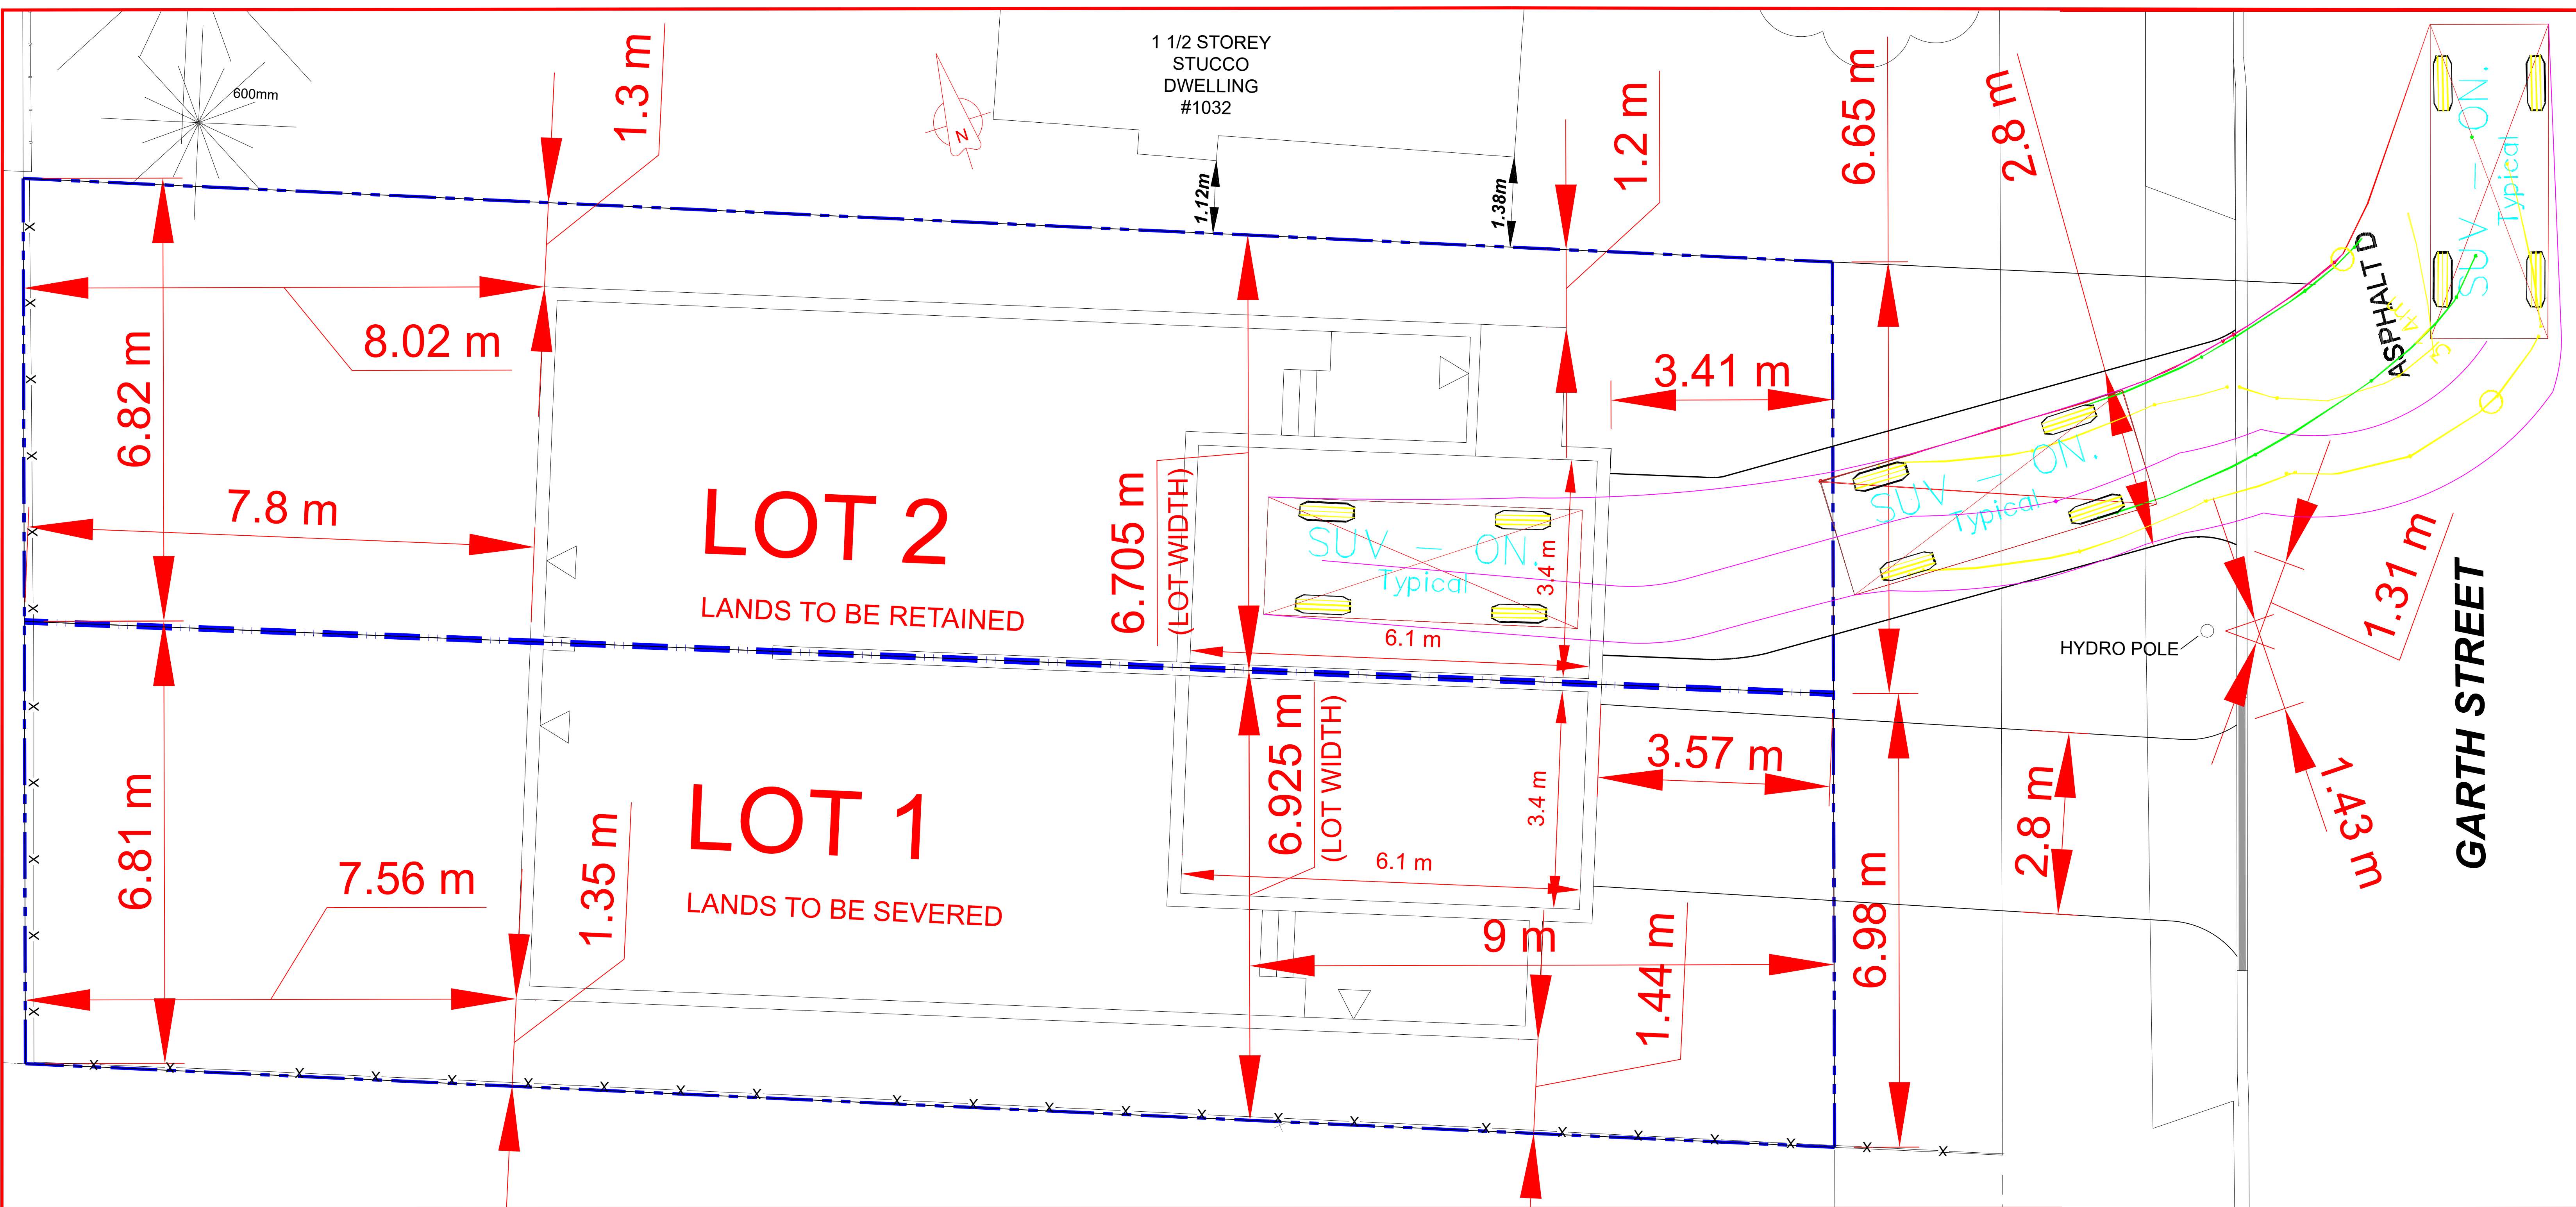 600mm
1.3 m
N
1 1/2 STOREY
STUCCO
DWELLING
#1032
1.12m
1.38m
1.2 m
6.65 m
2.8 m
SUV - ON.
Typical
ASPHALT D
8.02 m
6.82 m
7.8 m
3.41 m
LOT 2
LANDS TO BE RETAINED
6.705 m
(LOT WIDTH)
SUV - ON.
Typical
3.4 m
6.1 m
SUV - ON.
Typical
1.31 m
HYDRO POLE
GARTH STREET
6.81 m
7.56 m
1.35 m
LOT 1
LANDS TO BE SEVERED
6.925 m
(LOT WIDTH)
3.4 m
6.1 m
3.57 m
9 m
1.44 m
6.98 m
2.8 m
1.43 m
X X X X X X X X X X X
X X X X X X X X X X X X X X X X X X X X X X X